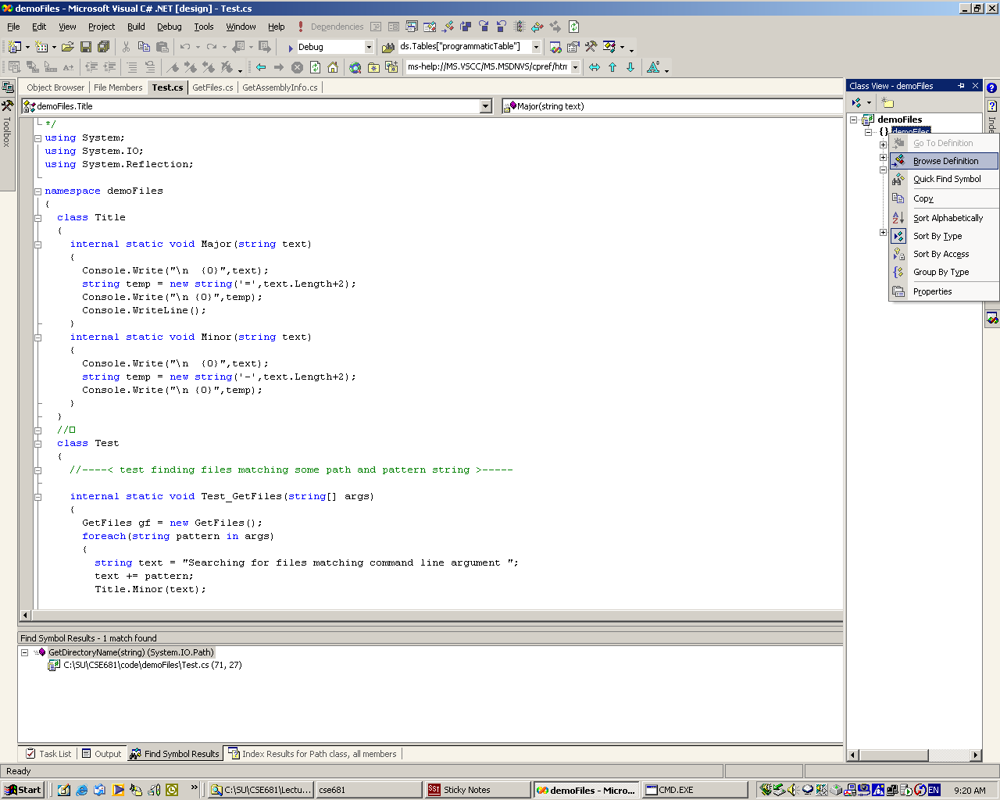 demoFiles - Microsoft Visual C# .NET [design] - Test.cs
File Edit View Project Build Debug Tools Window Help Dependencies
Debug ds.Tables["programmaticTable"]
ms-help://MS.VSCC/MS.MSDNVS/cpref/htm
Object Browser File Members Test.cs GetFiles.cs GetAssemblyInfo.cs
demoFiles.Title Major(string text)
Toolbox
*/
using System;
using System.IO;
using System.Reflection;
namespace demoFiles
{
class Title
{
internal static void Major(string text)
{
Console.Write("\n  {0}",text);
string temp = new string('=',text.Length+2);
Console.Write("\n {0}",temp);
Console.WriteLine();
}
internal static void Minor(string text)
{
Console.Write("\n  {0}",text);
string temp = new string('-',text.Length+2);
Console.Write("\n {0}",temp);
}
}
//□
class Test
{
//----< test finding files matching some path and pattern string >-----
internal static void Test_GetFiles(string[] args)
{
GetFiles gf = new GetFiles();
foreach(string pattern in args)
{
string text = "Searching for files matching command line argument ";
text += pattern;
Title.Minor(text);
Class View - demoFiles
demoFiles
{} demoFiles
Go To Definition
Browse Definition
Quick Find Symbol
Copy
Sort Alphabetically
Sort By Type
Sort By Access
Group By Type
Properties
Inde
Find Symbol Results - 1 match found
GetDirectoryName(string) (System.IO.Path)
C:\SU\CSE681\code\demoFiles\Test.cs (71, 27)
Task List Output Find Symbol Results Index Results for Path class, all members
Ready
Start » C:\SU\CSE681\Lectu... cse681 Sticky Notes demoFiles - Micro... CMD.EXE EN 9:20 AM